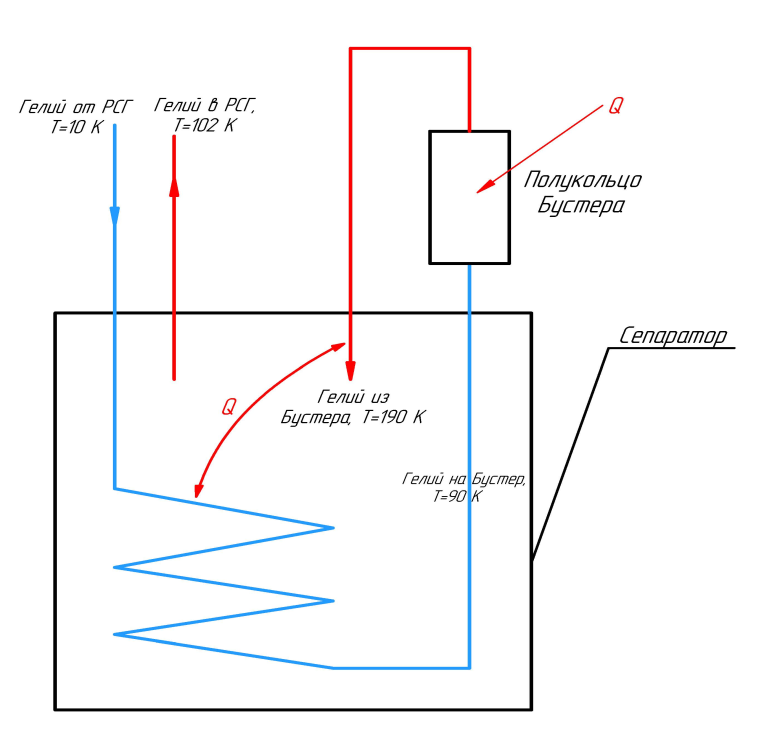 Гелий от РСГ
Т=10 К
Гелий в РСГ,
Т=102 К
Q
Полукольцо
Бустера
Сепаратор
Q
Гелий из
Бустера, Т=190 К
Гелий на Бустер,
Т=90 К